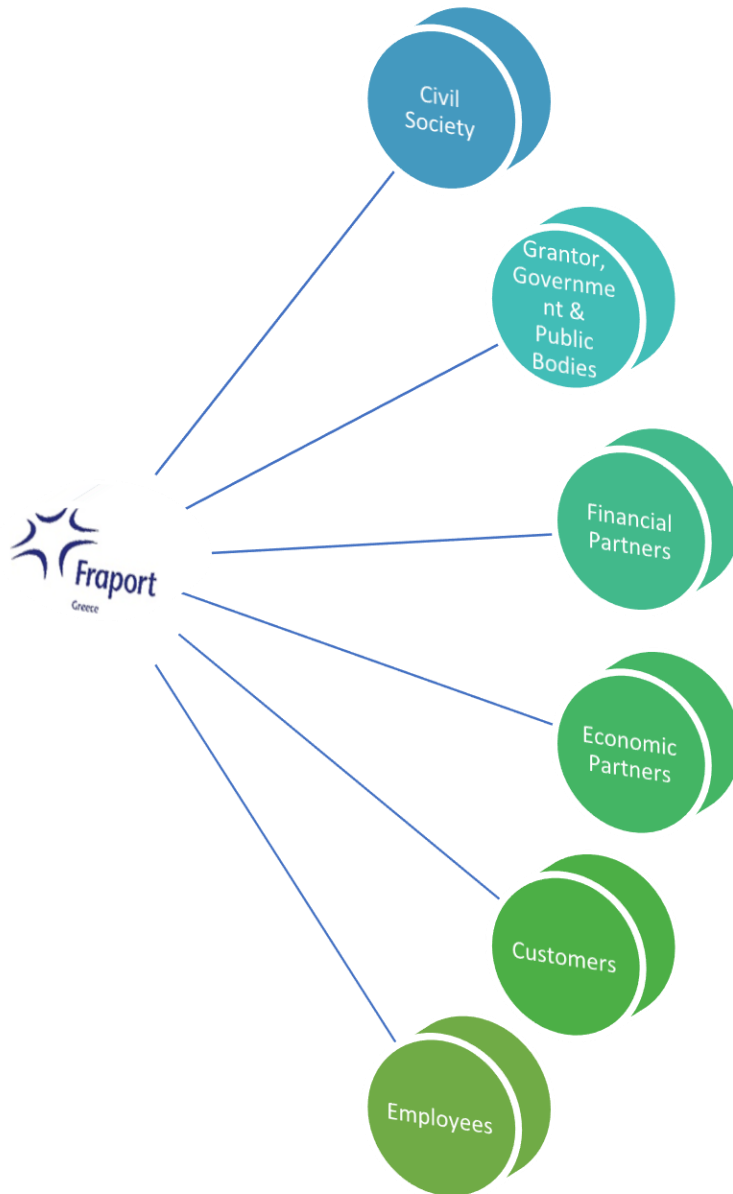 Civil
Society
Grantor,
Governme
nt &
Public
Bodies
Financial
Partners
Fraport
Greece
Economic
Partners
Customers
Employees